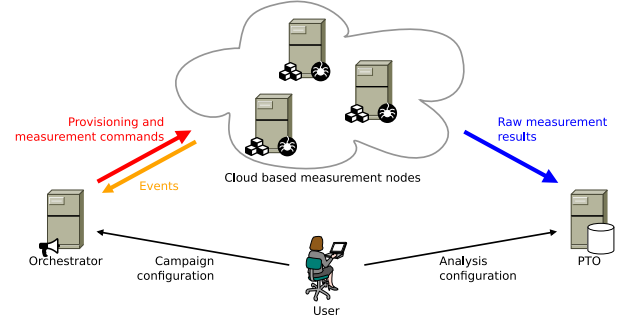 Provisioning and
measurement commands
Raw measurement
results
Cloud based measurement nodes
Events
Orchestrator
Campaign
configuration
Analysis
configuration
PTO
User